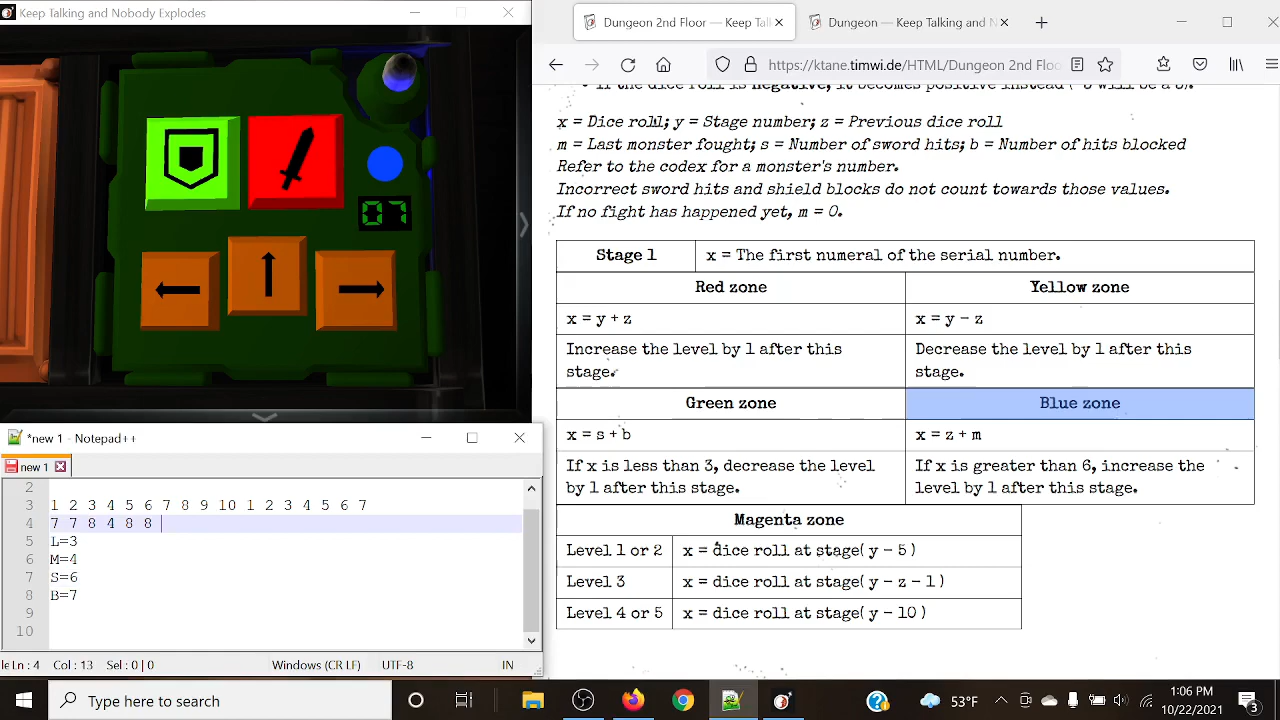 Keep Talking and Nobody Explodes
07
Dungeon 2nd Floor — Keep Talk
Dungeon — Keep Talking and N
https://ktane.timwi.de/HTML/Dungeon 2nd Floo
x = Dice roll; y = Stage number; z = Previous dice roll
m = Last monster fought; s = Number of sword hits; b = Number of hits blocked
Refer to the codex for a monster's number.
Incorrect sword hits and shield blocks do not count towards those values.
If no fight has happened yet, m = 0.
Stage 1 x = The first numeral of the serial number.
Red zone Yellow zone
x = y + z x = y − z
Increase the level by 1 after this stage. Decrease the level by 1 after this stage.
Green zone Blue zone
x = s + b x = z + m
If x is less than 3, decrease the level by 1 after this stage. If x is greater than 6, increase the level by 1 after this stage.
Magenta zone
Level 1 or 2 x = dice roll at stage( y − 5 )
Level 3 x = dice roll at stage( y − z − 1 )
Level 4 or 5 x = dice roll at stage( y − 10 )
*new 1 - Notepad++
new 1
2
3 1 2 3 4 5 6 7 8 9 10 1 2 3 4 5 6 7
4 7 7 8 4 8 8
5 L=3
6 M=4
7 S=6
8 B=7
9
10
Ln : 4 Col : 13 Sel : 0 | 0 Windows (CR LF) UTF-8 IN
Type here to search
53°F
1:06 PM
10/22/2021
3